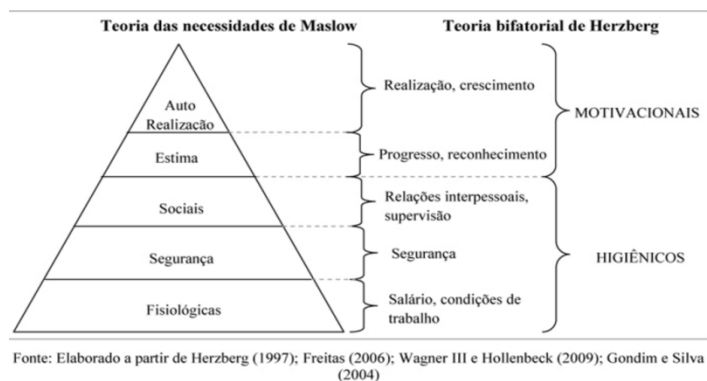 Teoria das necessidades de Maslow
Teoria bifatorial de Herzberg
Auto
Realização
Realização, crescimento
MOTIVACIONAIS
Estima
Progresso, reconhecimento
Sociais
Relações interpessoais,
supervisão
Segurança
Segurança
HIGIÊNICOS
Fisiológicas
Salário, condições de
trabalho
Fonte: Elaborado a partir de Herzberg (1997); Freitas (2006); Wagner III e Hollenbeck (2009); Gondim e Silva
(2004)